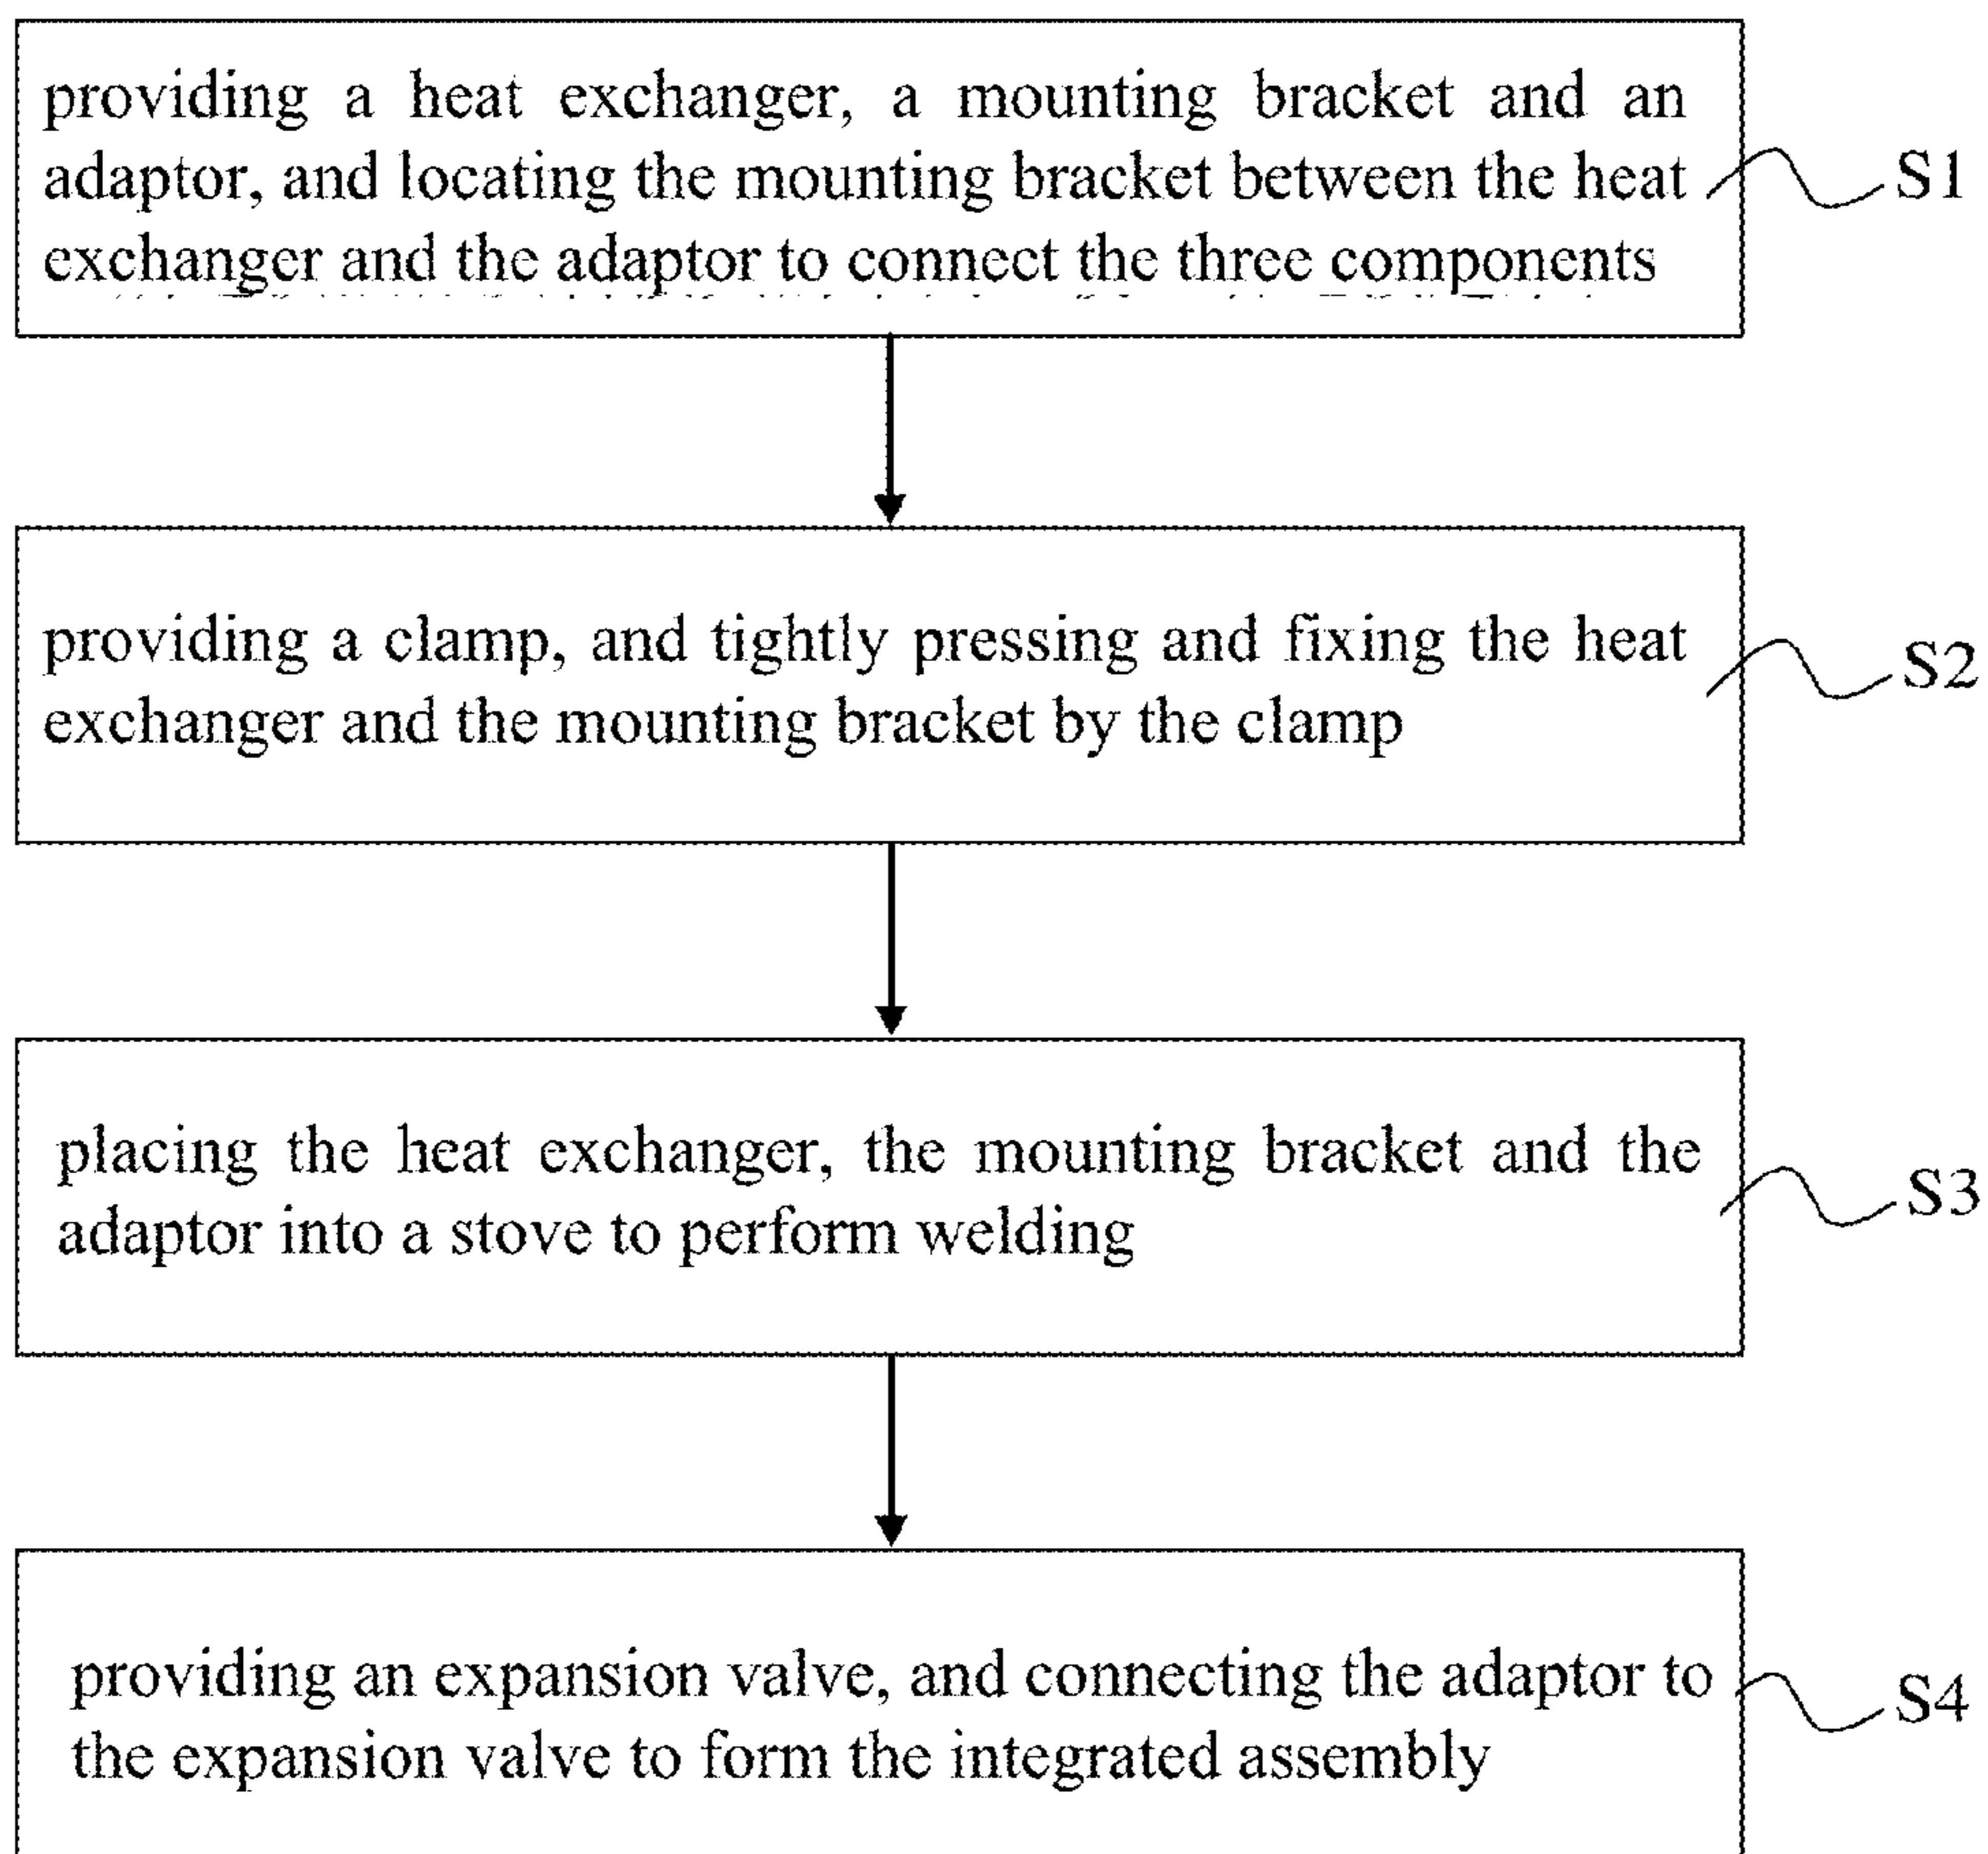 providing a heat exchanger, a mounting bracket and an
adaptor, and locating the mounting bracket between the heat
exchanger and the adaptor to connect the three components
S1
providing a clamp, and tightly pressing and fixing the heat
exchanger and the mounting bracket by the clamp
S2
placing the heat exchanger, the mounting bracket and the
adaptor into a stove to perform welding
S3
providing an expansion valve, and connecting the adaptor to
the expansion valve to form the integrated assembly
S4